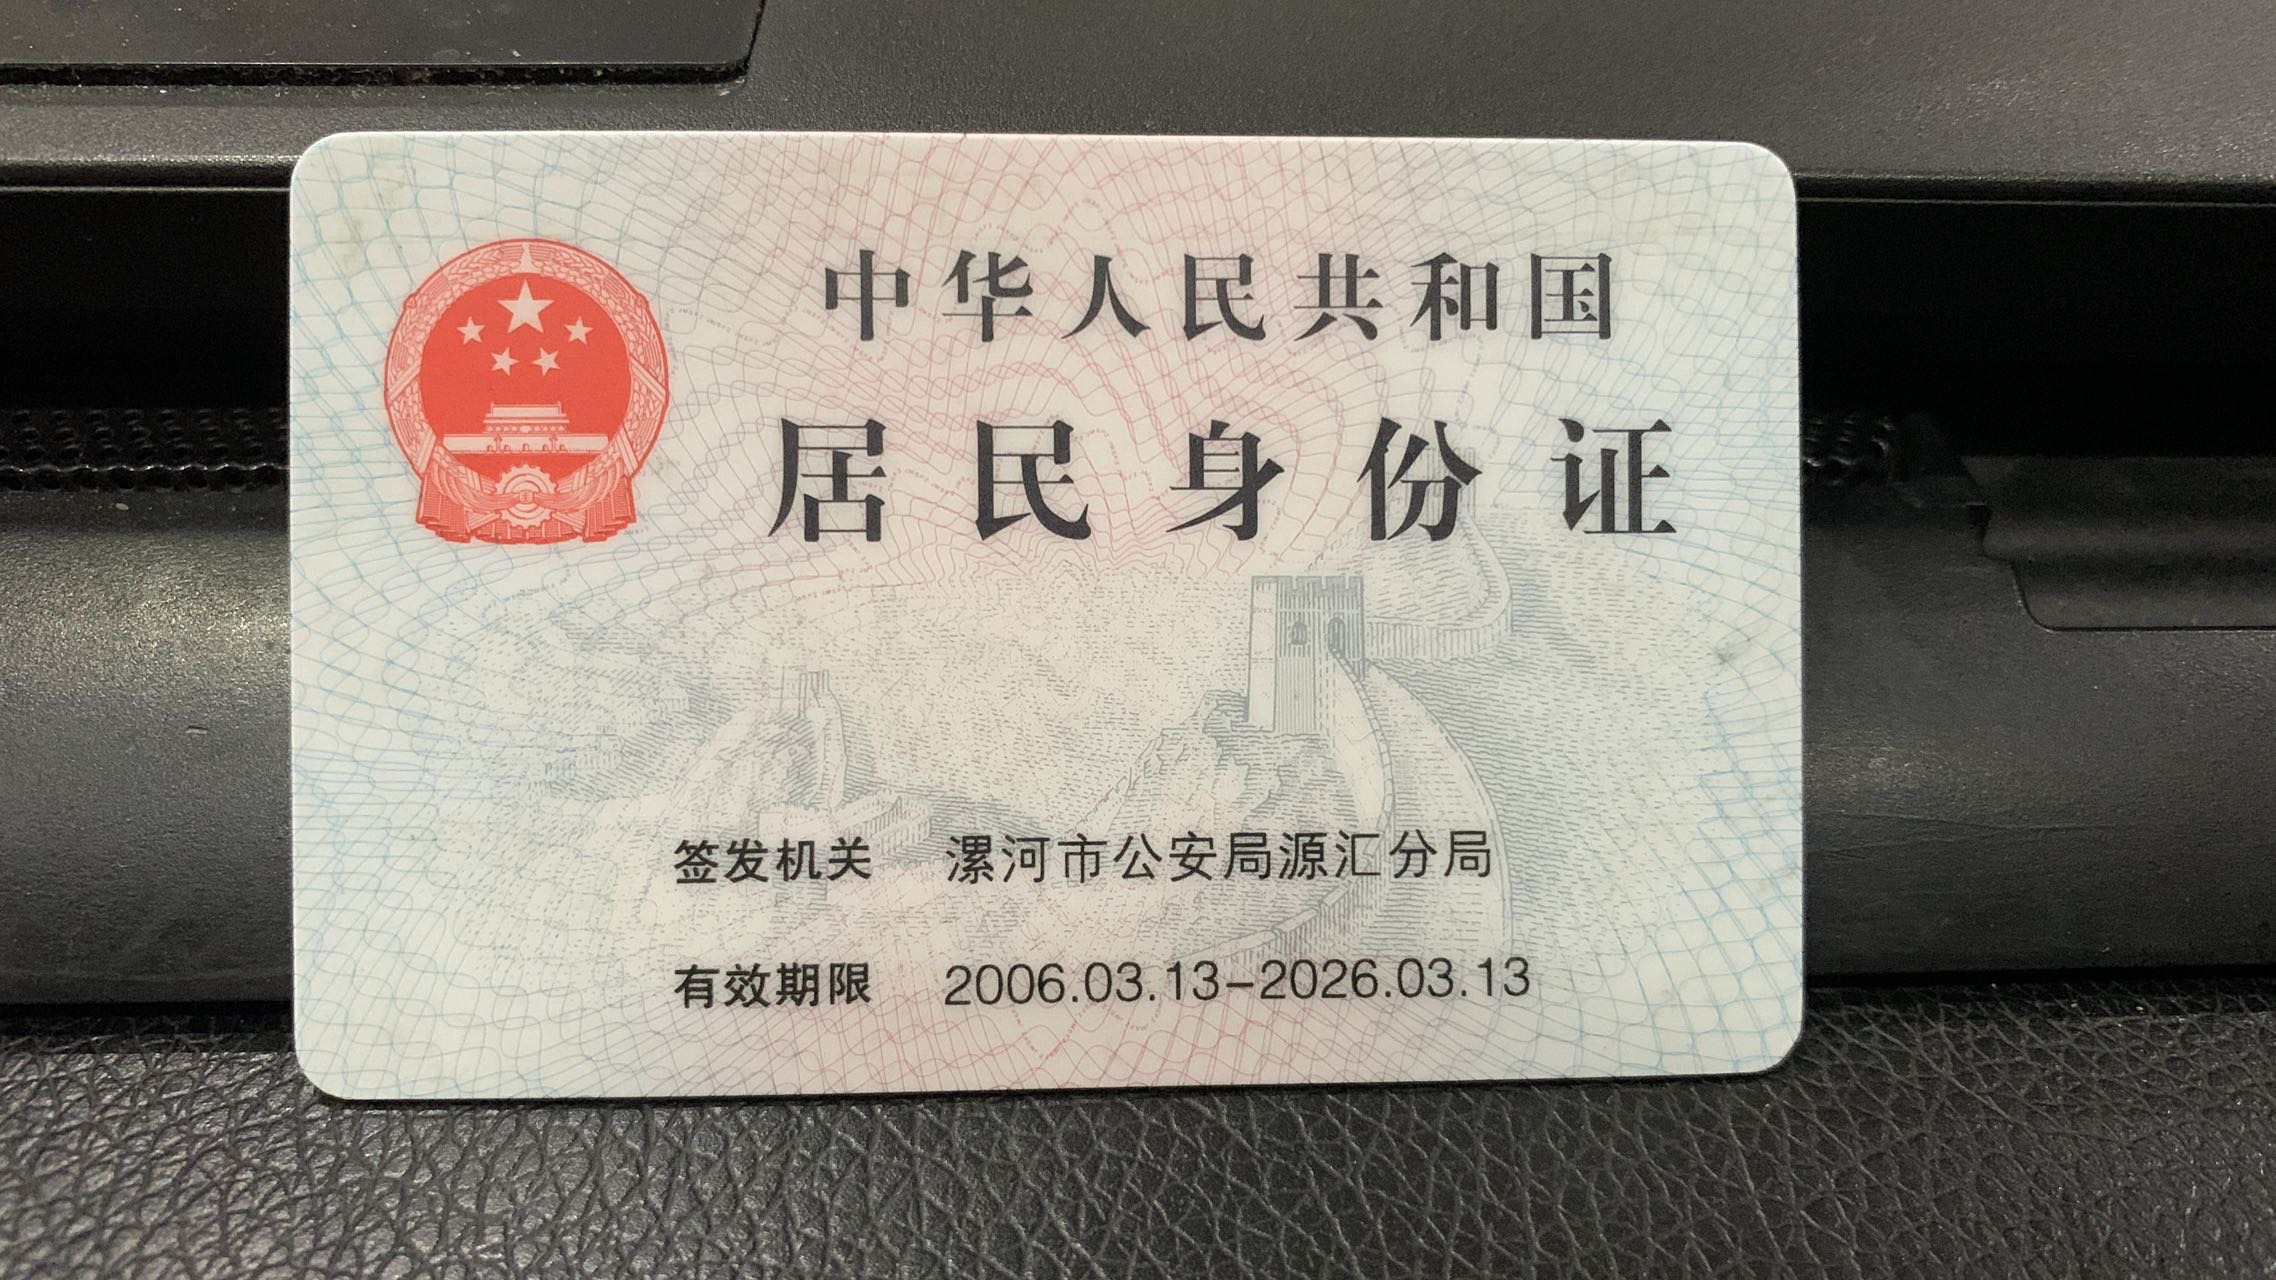 中华人民共和国
居民身份证
签发机关 漯河市公安局源汇分局
有效期限 2006.03.13-2026.03.13